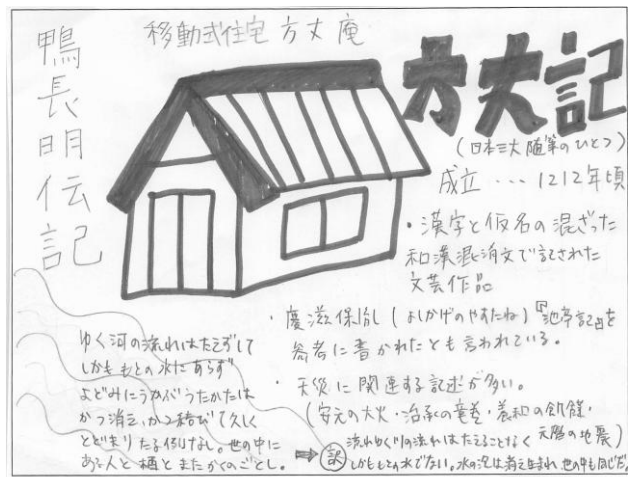 鴨長明伝記
移動式住宅 方丈庵
方丈記
(日本三大随筆のひとつ)
成立 … 1212年頃
・漢字と仮名の混ざった
和漢混淆文で記された
文芸作品
・慶滋保胤(よしかげのやすたね)『池亭記』を
参考に書かれたとも言われている。
・天災に関連する記述が多い。
(安元の大火・治承の竜巻・養和の飢饉・
元暦の地震)
ゆく河の流れはたえずして
しかももとの水にあらず
よどみにうかぶうたかたは
かつ消え、かつ結びて久しく
とどまりたる例なし。世の中に
ある人と栖とまたかくのごとし。
⇒ 訳 流れゆく川の流れはたえることなく
しかももとの水でない。水の泡は消え生まれ 世の中も同じだ。